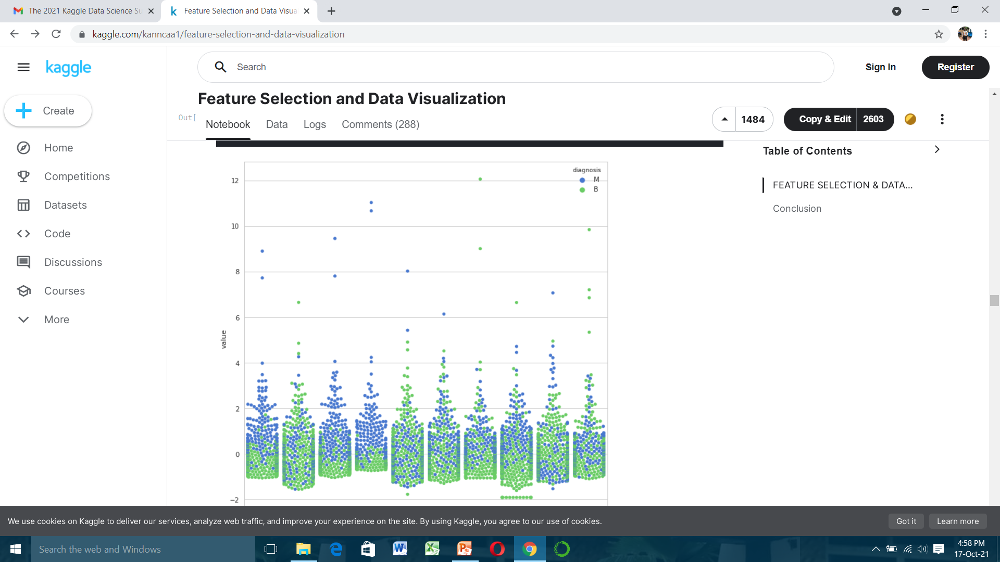 The 2021 Kaggle Data Science Su
Feature Selection and Data Visua
kaggle.com/kanncaa1/feature-selection-and-data-visualization
kaggle
Search
Sign In
Register
Create
Home
Competitions
Datasets
Code
Discussions
Courses
More
Feature Selection and Data Visualization
Out[
Notebook Data Logs Comments (288)
1484
Copy & Edit 2603
Table of Contents
FEATURE SELECTION & DATA...
Conclusion
diagnosis
M
B
12
10
8
6
4
2
0
−2
value
We use cookies on Kaggle to deliver our services, analyze web traffic, and improve your experience on the site. By using Kaggle, you agree to our use of cookies.
Got it
Learn more
Search the web and Windows
4:58 PM
17-Oct-21